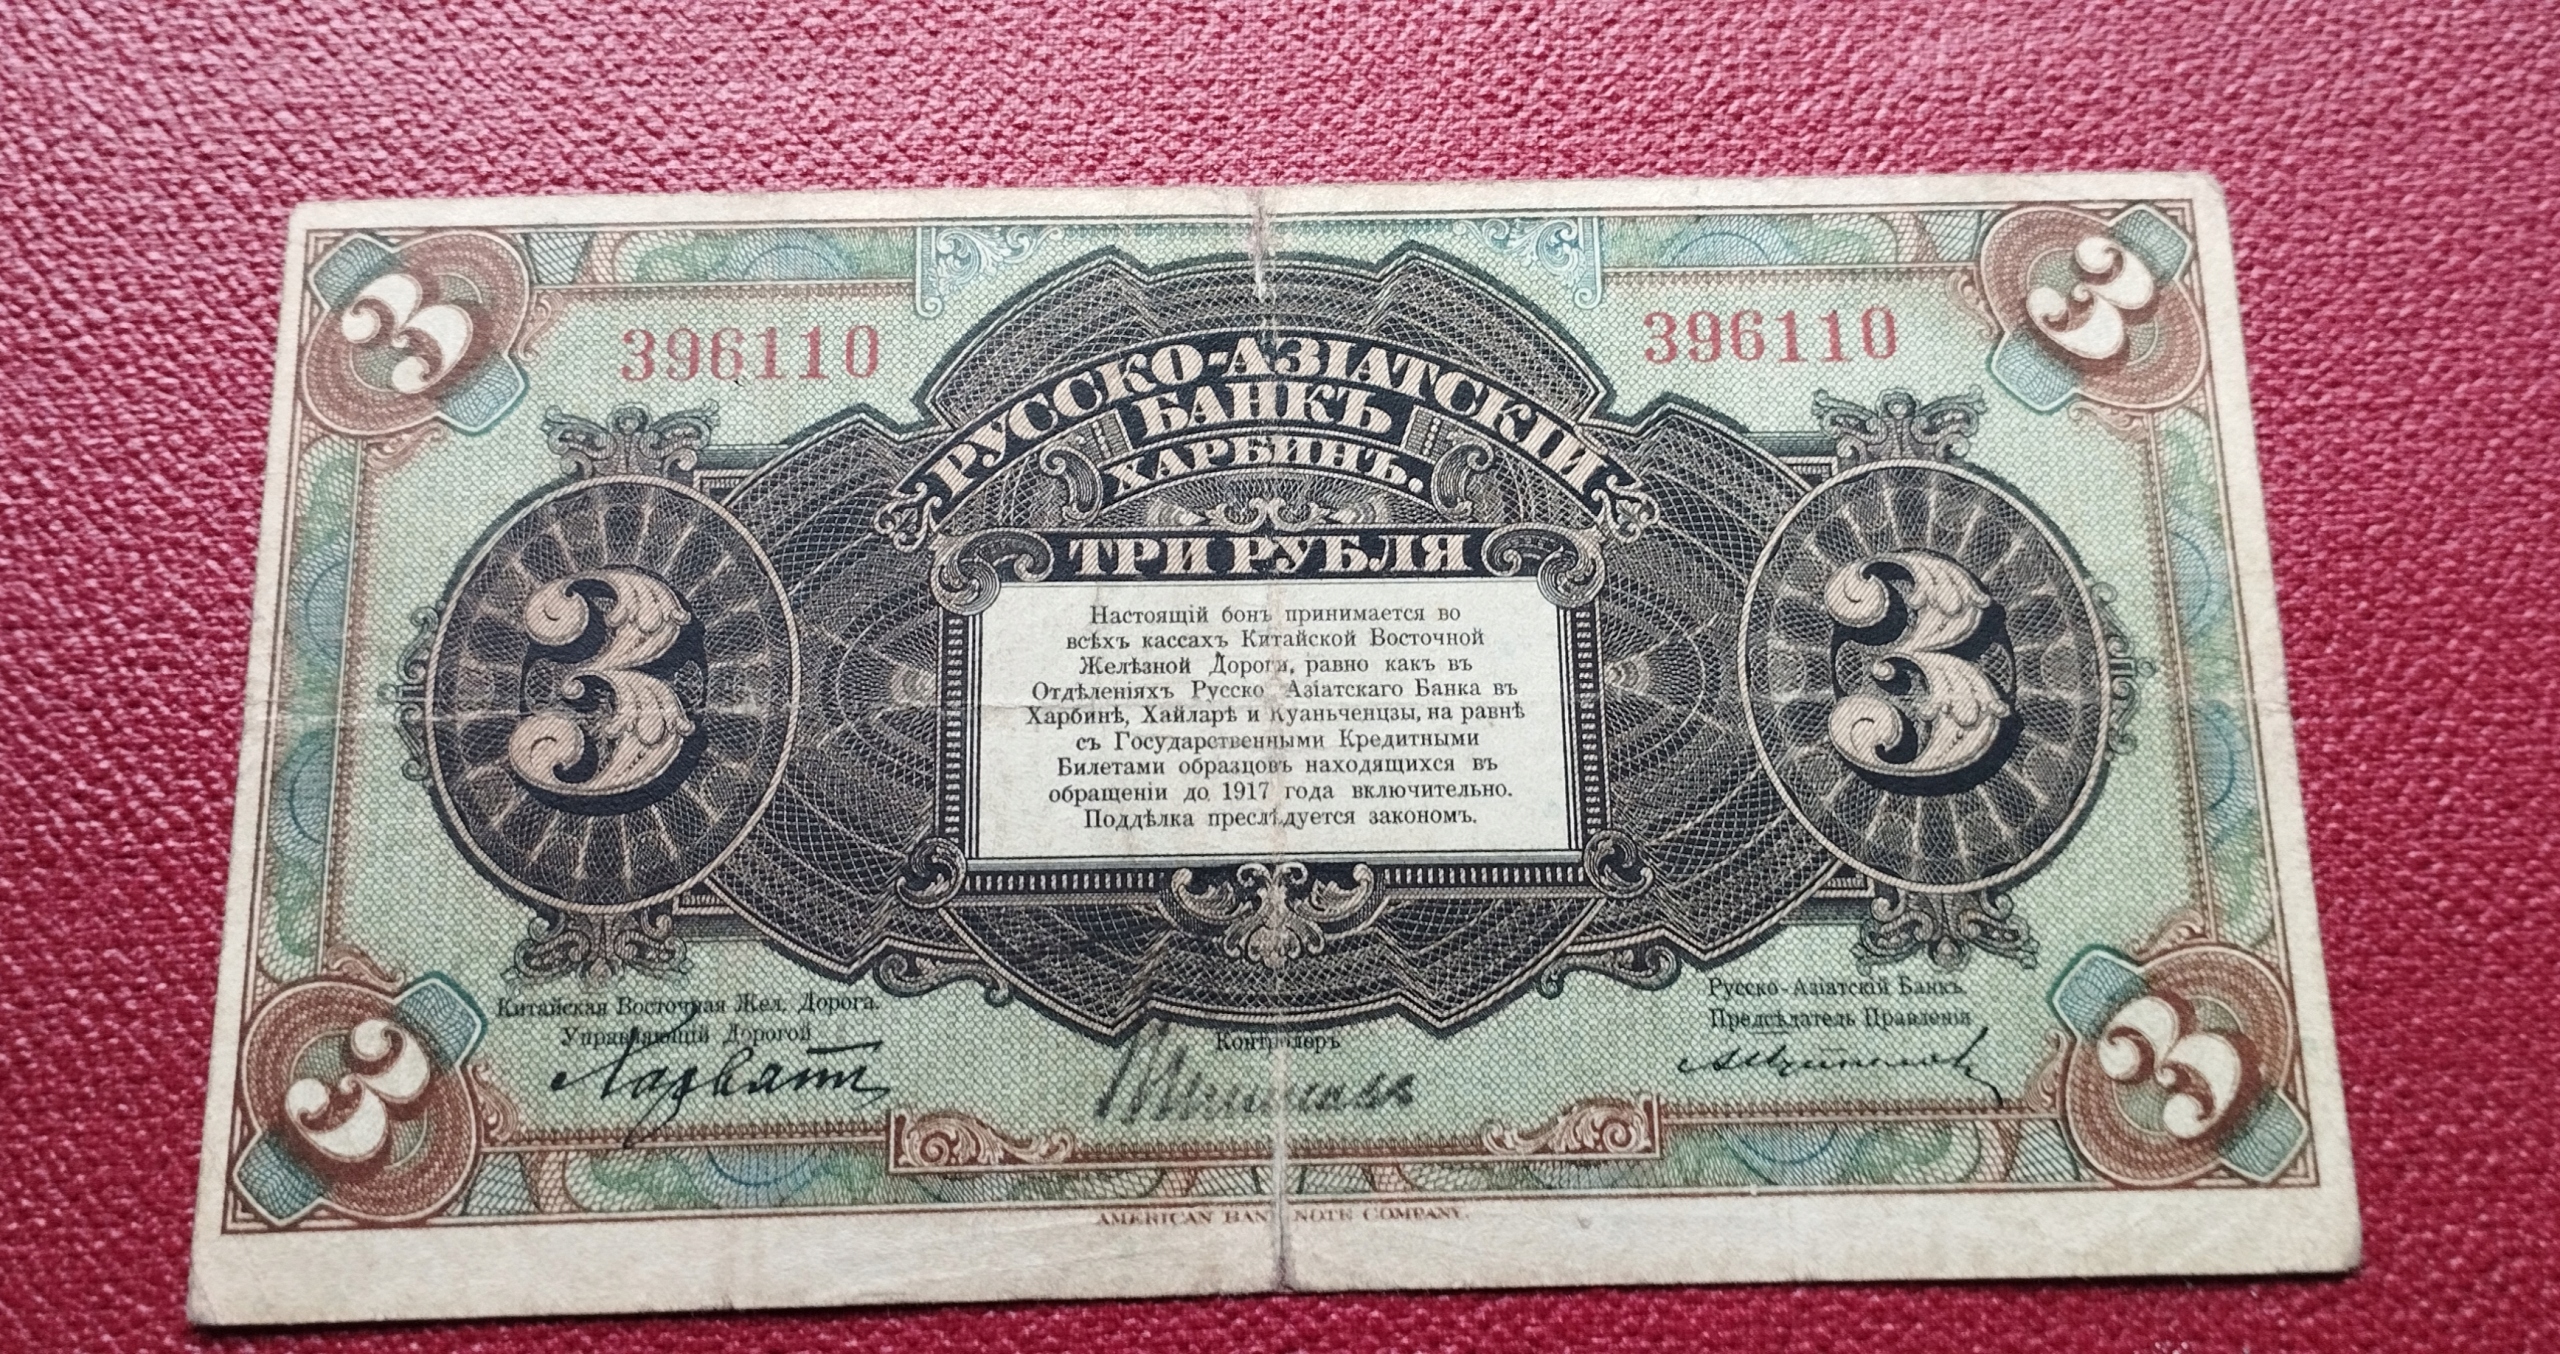 3 3
396110 396110
РУССКО-АЗІАТСКИ
БАНКЪ
ХАРБИНЪ.
ТРИ РУБЛЯ
3 3
Настоящій бонъ принимается во
всѣхъ кассахъ Китайской Восточной
Желѣзной Дороги, равно какъ въ
Отдѣленіяхъ Русско Азіатскаго Банка въ
Харбинѣ, Хайларѣ и Куаньченцзы, на равнѣ
съ Государственными Кредитными
Билетами образцовъ находящихся въ
обращеніи до 1917 года включительно.
Поддѣлка преслѣдуется закономъ.
Китайская Восточная Жел. Дорога.
Управляющій Дорогой
Контролеръ
Русско-Азіатскій Банкъ.
Предсѣдатель Правленія
3 3
AMERICAN BANK NOTE COMPANY.